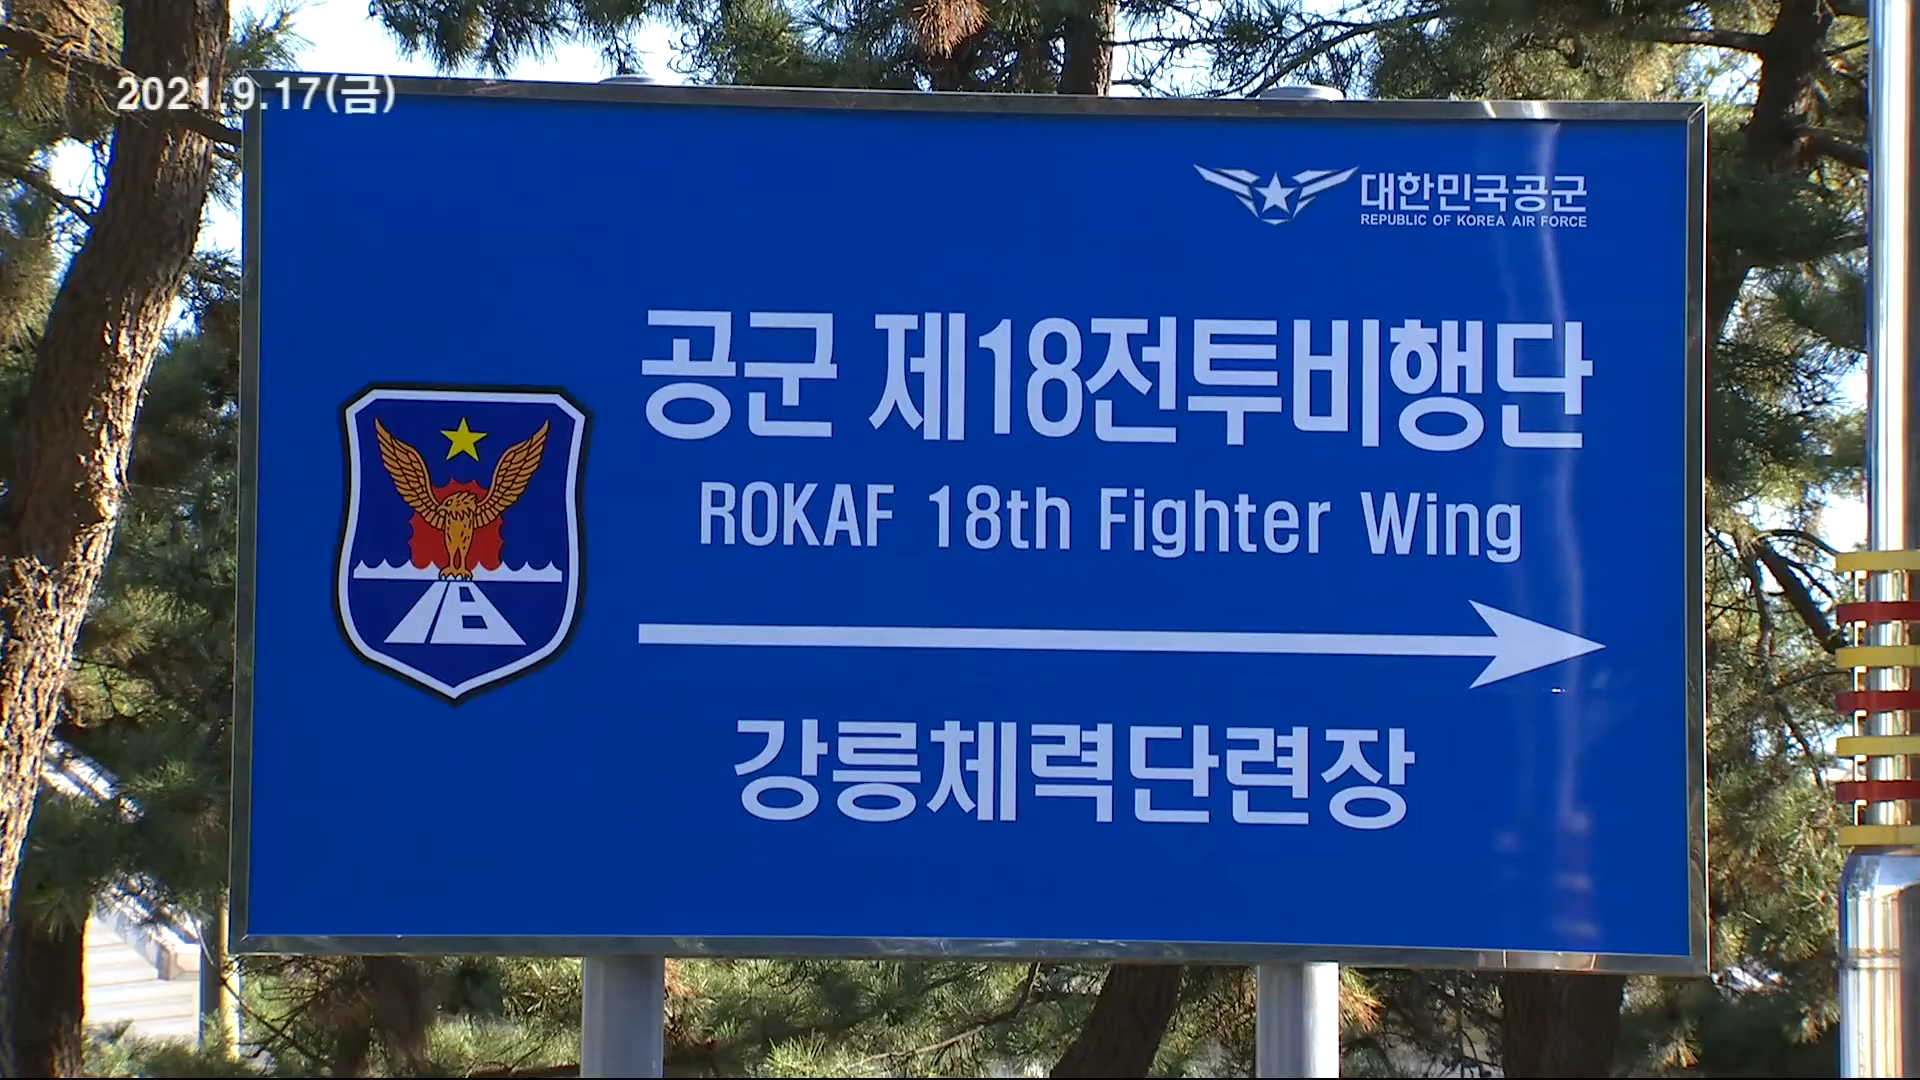 2021.9.17(금)
대한민국공군
REPUBLIC OF KOREA AIR FORCE
공군 제18전투비행단
ROKAF 18th Fighter Wing
18
강릉체력단련장